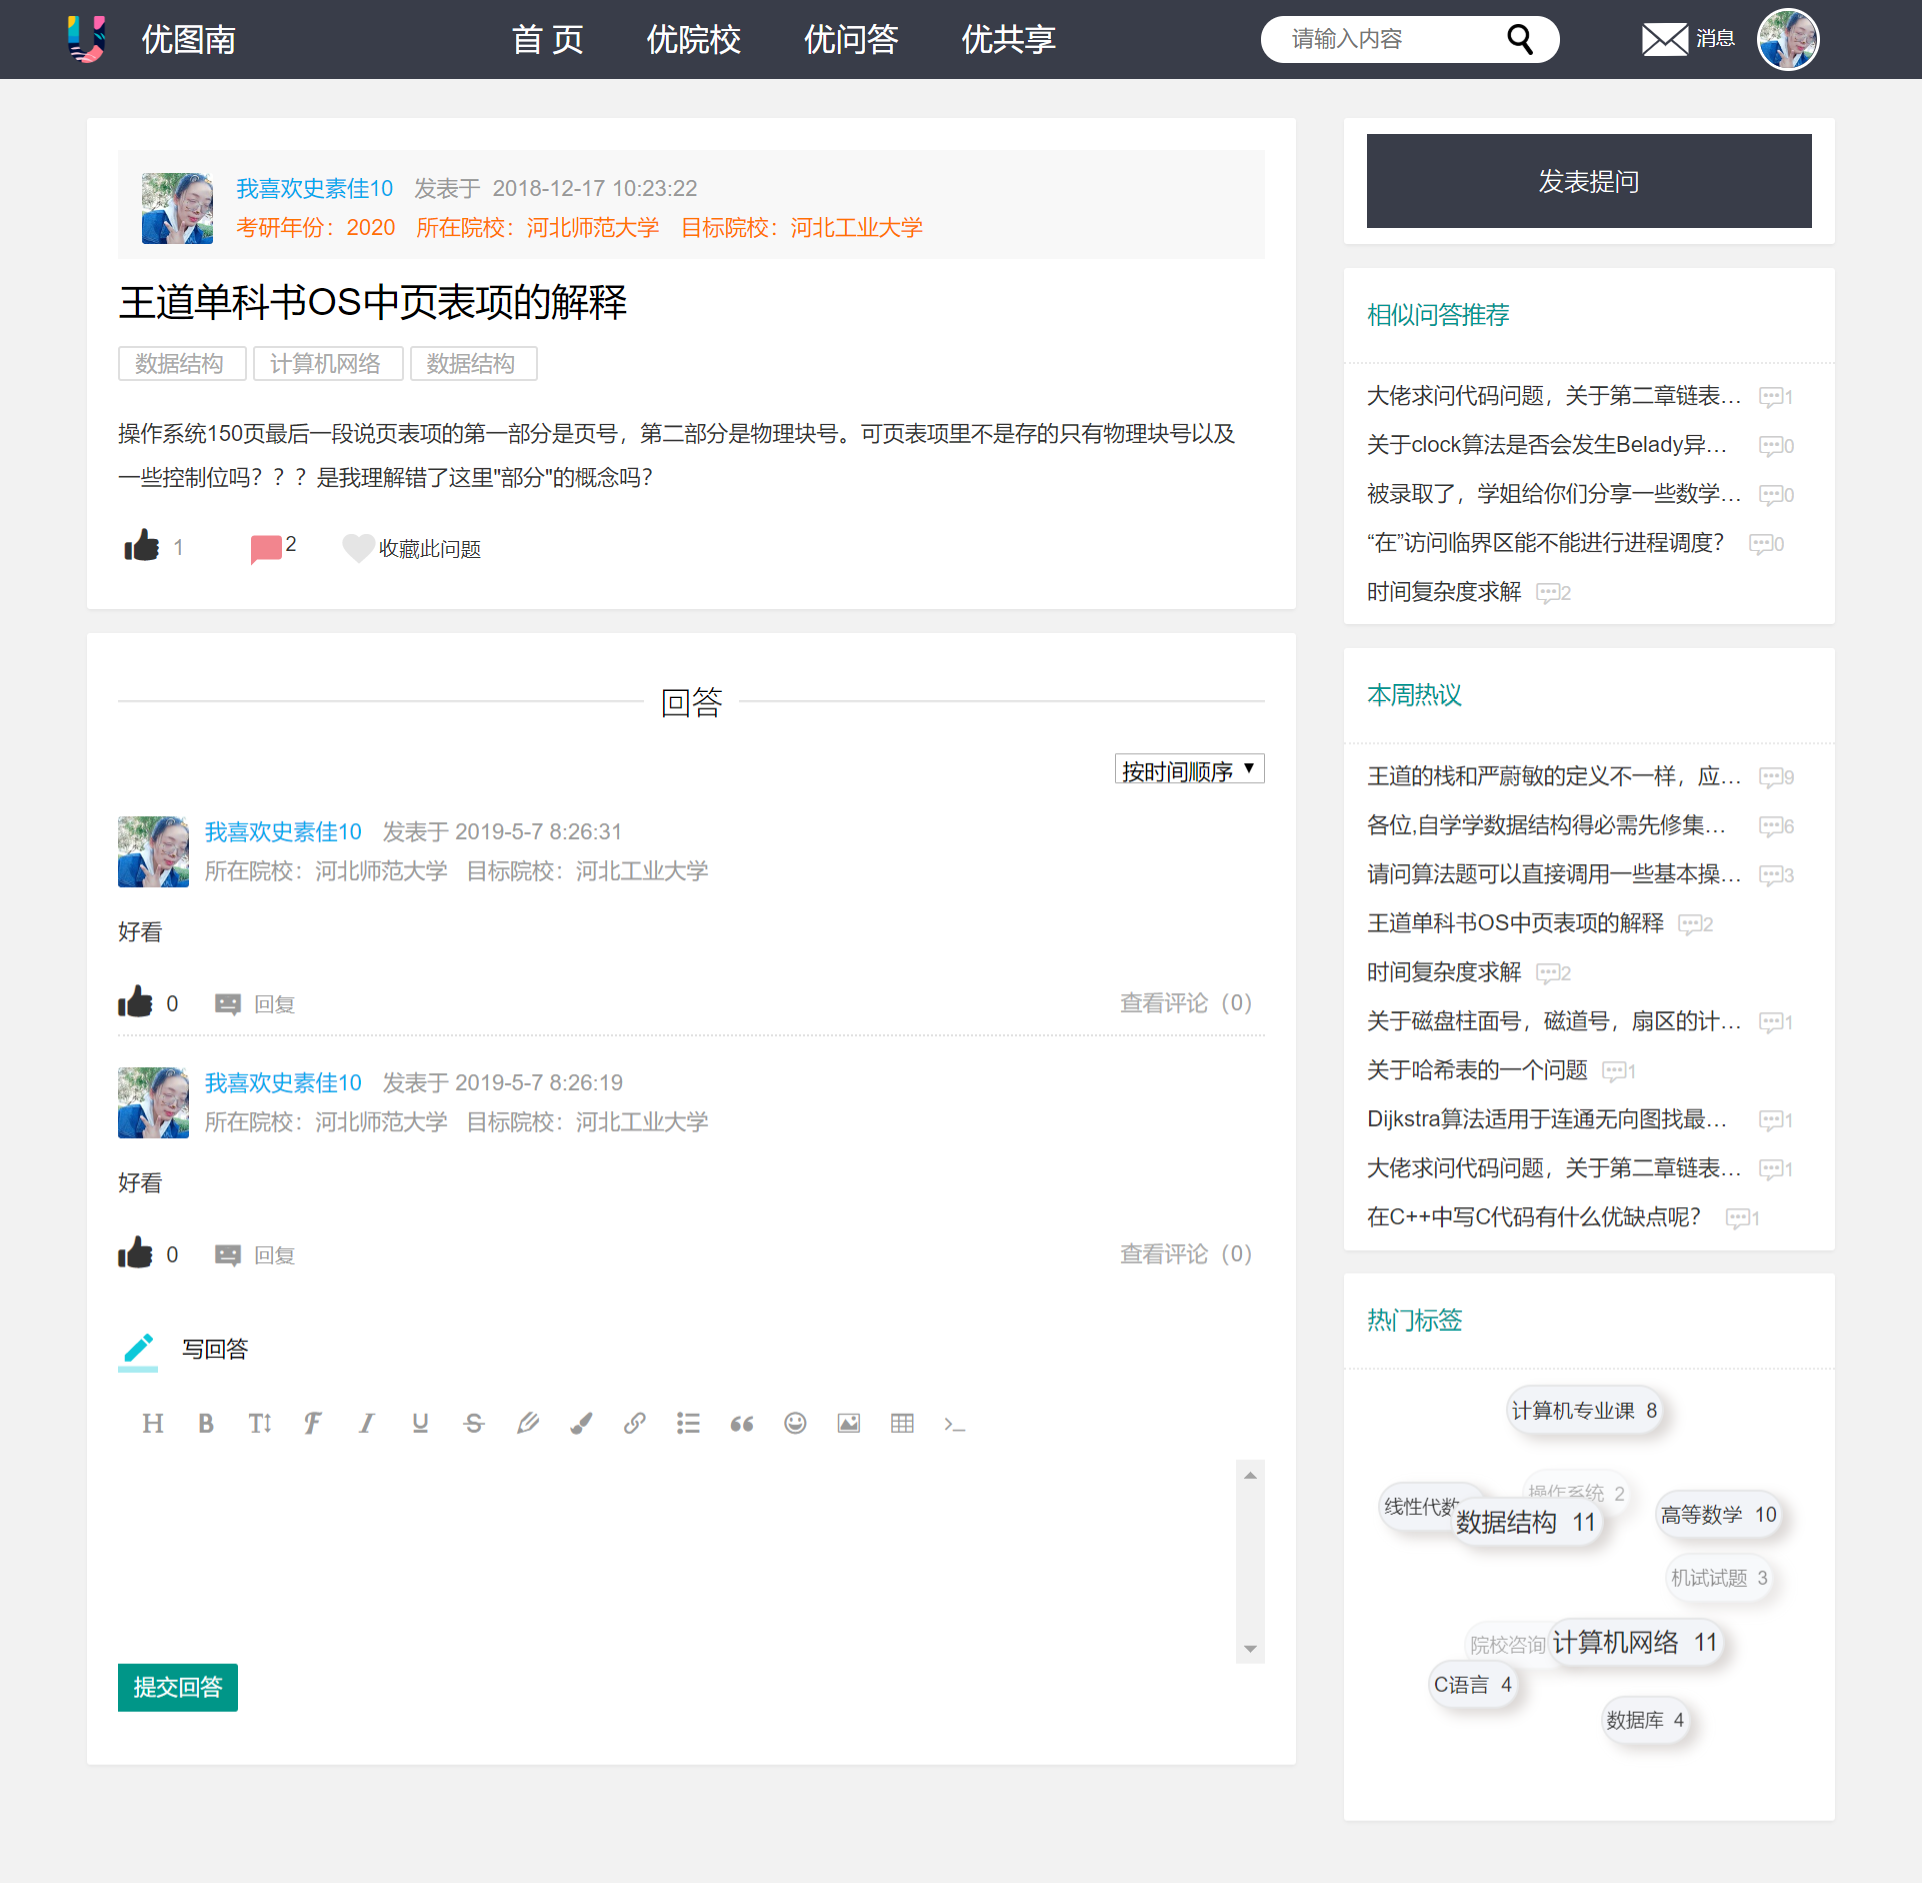 优图南
首 页
优院校
优问答
优共享
请输入内容
消息
我喜欢史素佳10 发表于 2018-12-17 10:23:22
考研年份：2020 所在院校：河北师范大学 目标院校：河北工业大学
王道单科书OS中页表项的解释
数据结构 计算机网络 数据结构
操作系统150页最后一段说页表项的第一部分是页号，第二部分是物理块号。可页表项里不是存的只有物理块号以及
一些控制位吗？？？是我理解错了这里"部分"的概念吗？
1 2 收藏此问题
回答
按时间顺序
我喜欢史素佳10 发表于 2019-5-7 8:26:31
所在院校：河北师范大学 目标院校：河北工业大学
好看
0 回复 查看评论（0）
我喜欢史素佳10 发表于 2019-5-7 8:26:19
所在院校：河北师范大学 目标院校：河北工业大学
好看
0 回复 查看评论（0）
写回答
提交回答
发表提问
相似问答推荐
大佬求问代码问题，关于第二章链表… 1
关于clock算法是否会发生Belady异… 0
被录取了，学姐给你们分享一些数学… 0
“在”访问临界区能不能进行进程调度？ 0
时间复杂度求解 2
本周热议
王道的栈和严蔚敏的定义不一样，应… 9
各位,自学学数据结构得必需先修集… 6
请问算法题可以直接调用一些基本操… 3
王道单科书OS中页表项的解释 2
时间复杂度求解 2
关于磁盘柱面号，磁道号，扇区的计… 1
关于哈希表的一个问题 1
Dijkstra算法适用于连通无向图找最… 1
大佬求问代码问题，关于第二章链表… 1
在C++中写C代码有什么优缺点呢？ 1
热门标签
计算机专业课 8
操作系统 2
线性代数
数据结构 11
高等数学 10
机试试题 3
院校咨询
计算机网络 11
C语言 4
数据库 4